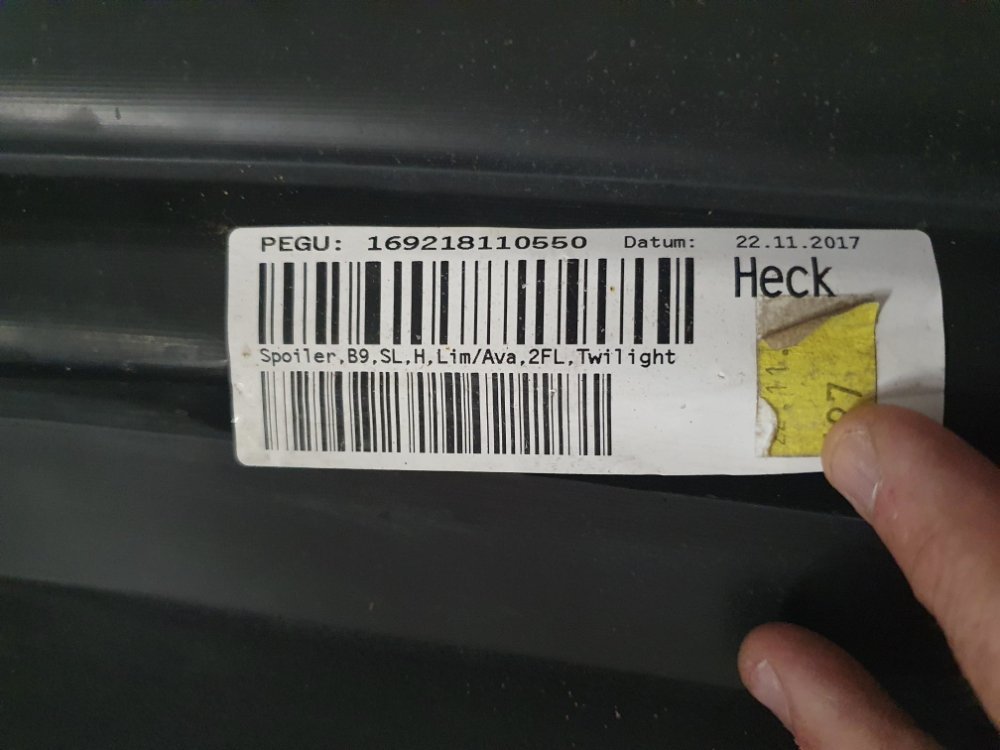 PEGU: 169218110550 Datum: 22.11.2017
Heck
Spoiler,B9,SL,H,Lim/Ava,2FL,Twilight